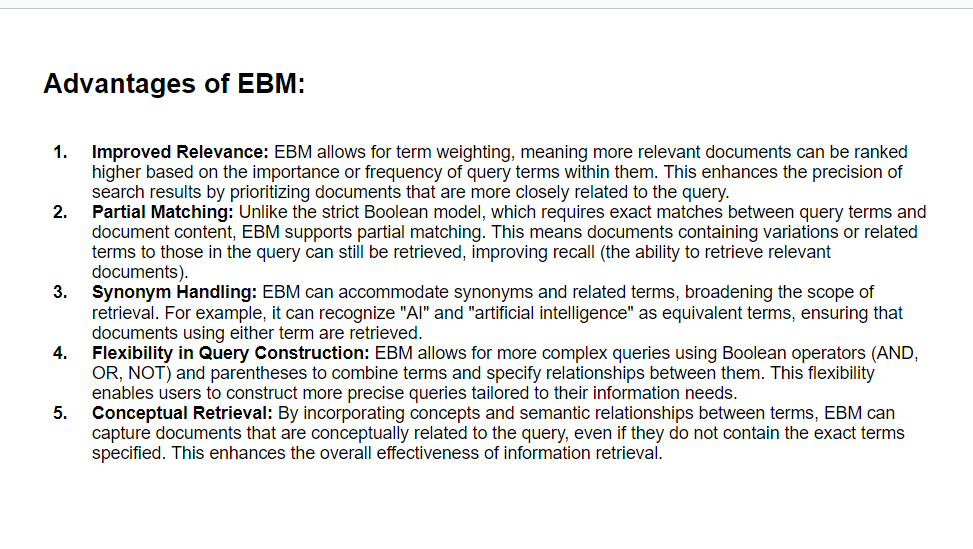 Advantages of EBM:
1. Improved Relevance: EBM allows for term weighting, meaning more relevant documents can be ranked
higher based on the importance or frequency of query terms within them. This enhances the precision of
search results by prioritizing documents that are more closely related to the query.
2. Partial Matching: Unlike the strict Boolean model, which requires exact matches between query terms and
document content, EBM supports partial matching. This means documents containing variations or related
terms to those in the query can still be retrieved, improving recall (the ability to retrieve relevant
documents).
3. Synonym Handling: EBM can accommodate synonyms and related terms, broadening the scope of
retrieval. For example, it can recognize "AI" and "artificial intelligence" as equivalent terms, ensuring that
documents using either term are retrieved.
4. Flexibility in Query Construction: EBM allows for more complex queries using Boolean operators (AND,
OR, NOT) and parentheses to combine terms and specify relationships between them. This flexibility
enables users to construct more precise queries tailored to their information needs.
5. Conceptual Retrieval: By incorporating concepts and semantic relationships between terms, EBM can
capture documents that are conceptually related to the query, even if they do not contain the exact terms
specified. This enhances the overall effectiveness of information retrieval.